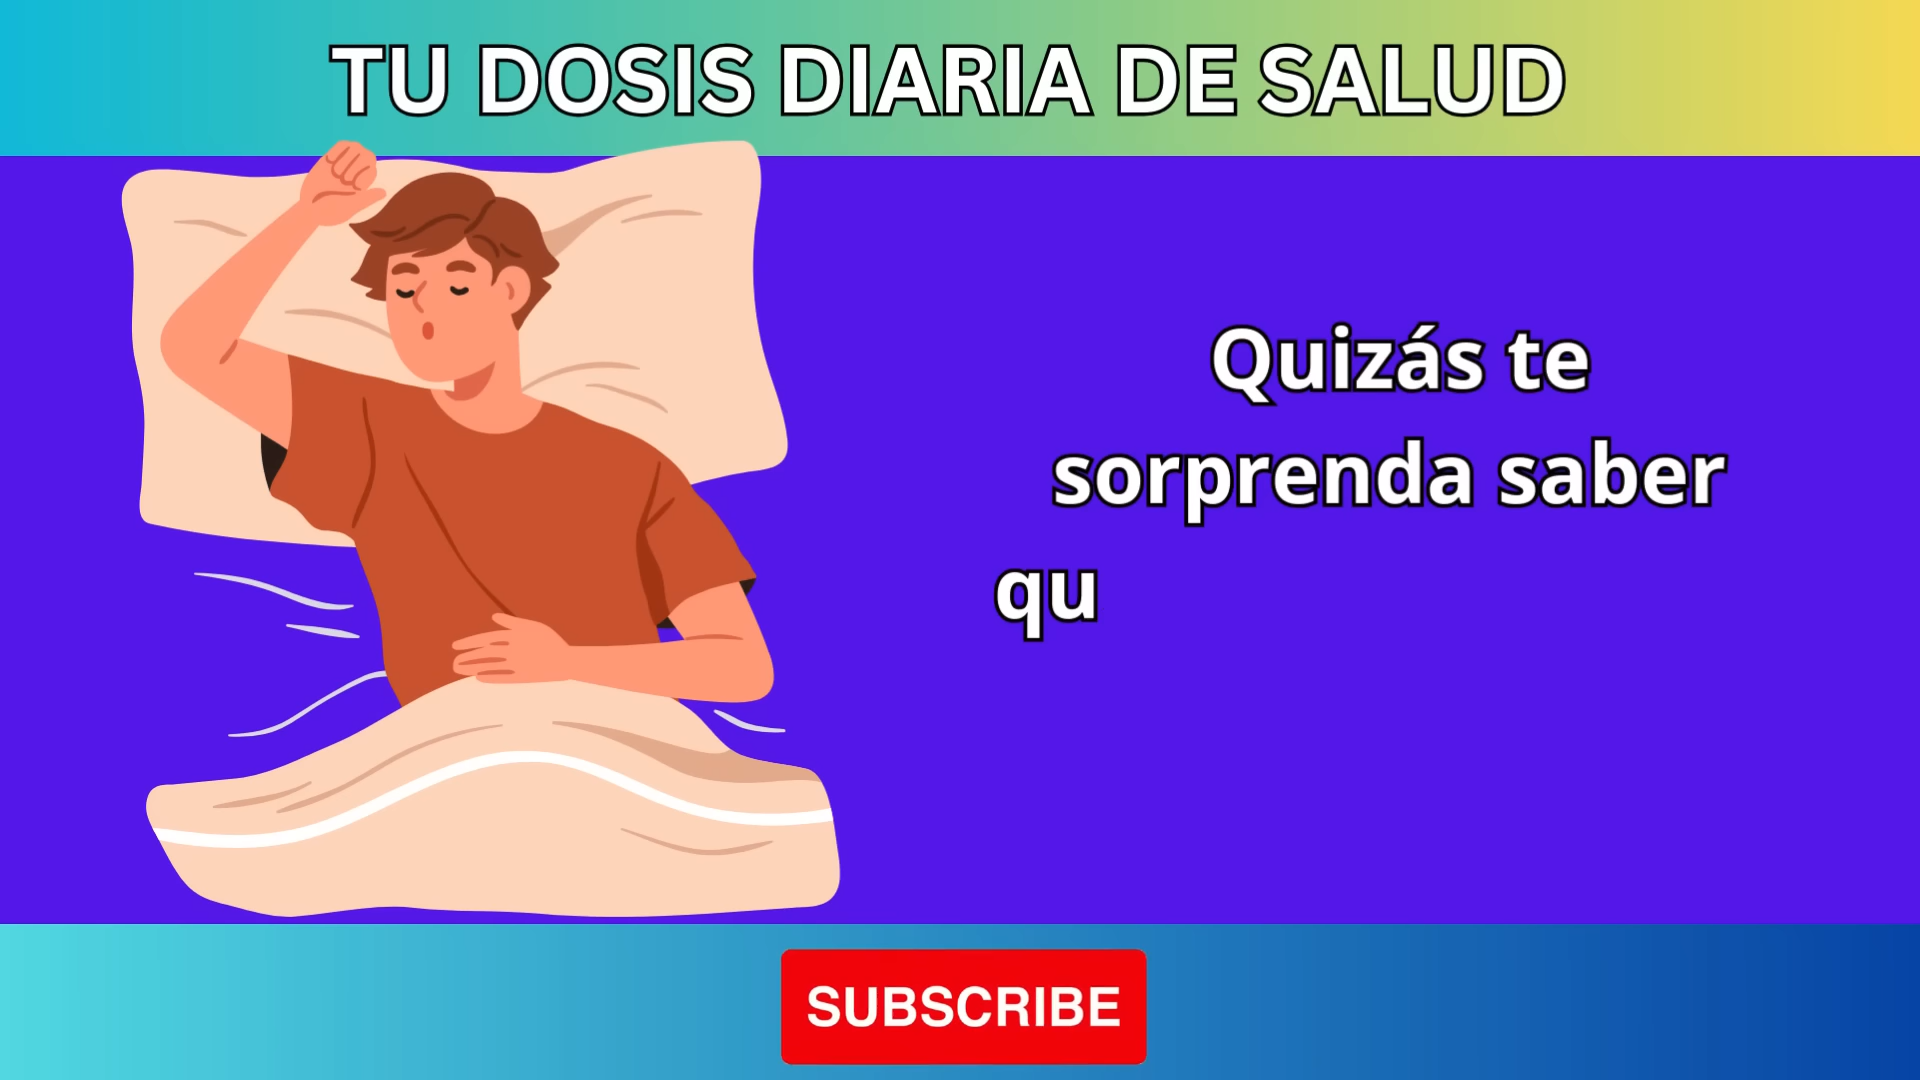 TU DOSIS DIARIA DE SALUD
Quizás te
sorprenda saber
qu
SUBSCRIBE